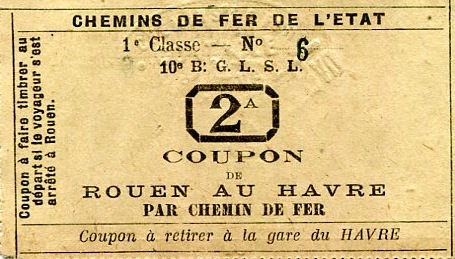 CHEMINS DE FER DE L'ETAT
1e Classe — No 6
10e B: G. L. S. L.
2A
COUPON
DE
ROUEN AU HAVRE
PAR CHEMIN DE FER
Coupon à retirer à la gare du HAVRE
Coupon à faire timbrer au
départ si le voyageur s'est
arrêté à Rouen.